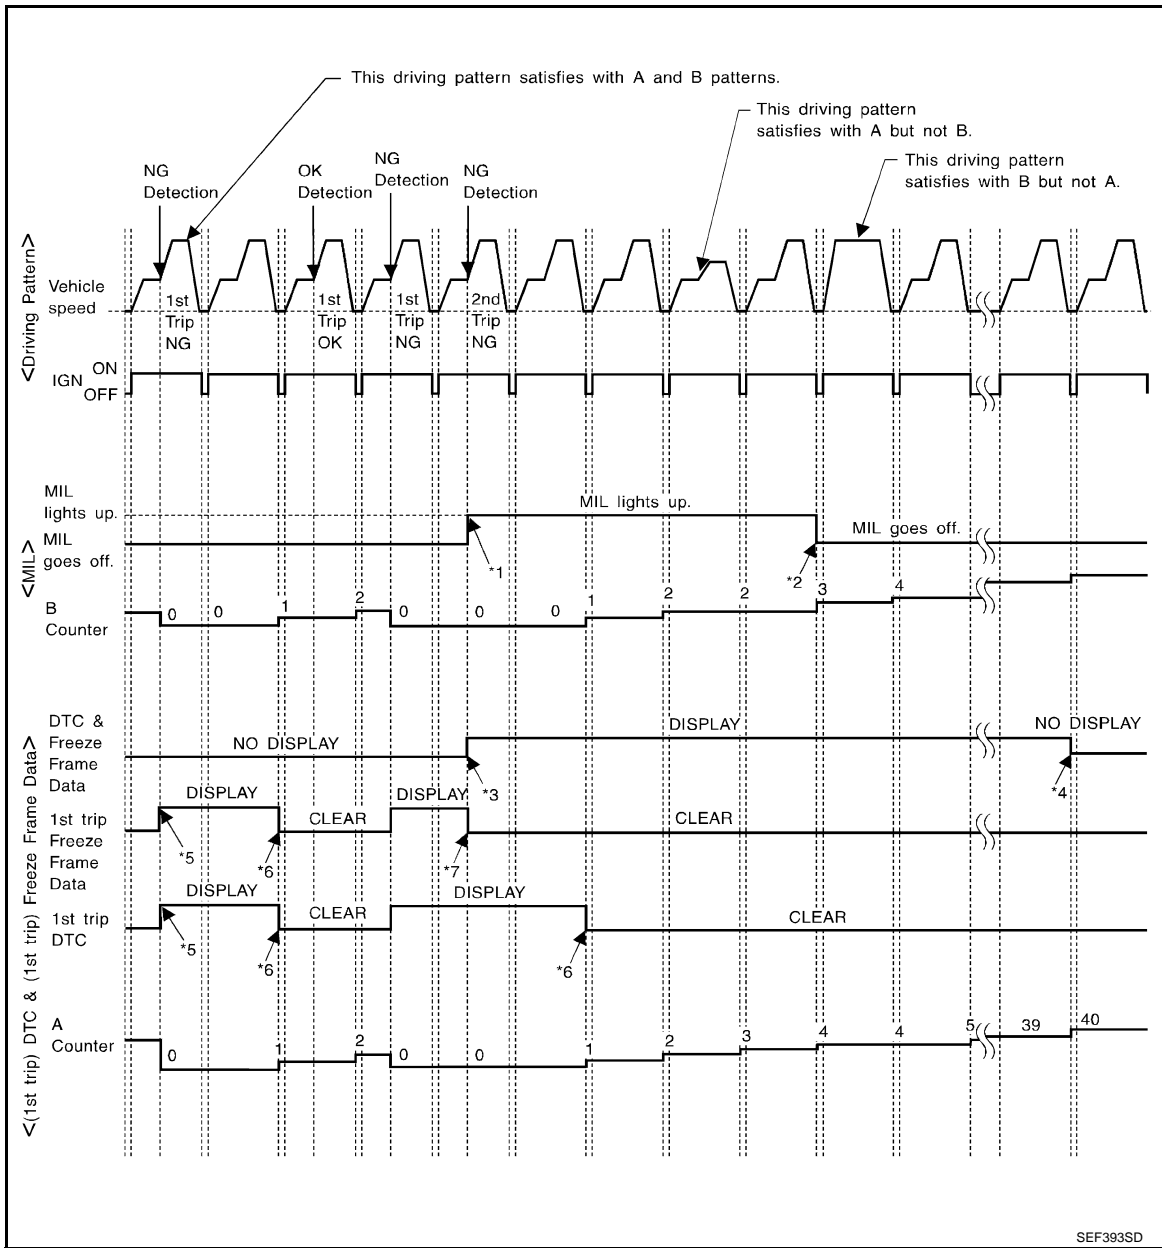 This driving pattern satisfies with A and B patterns.
This driving pattern
satisfies with A but not B.
This driving pattern
satisfies with B but not A.
NG
Detection
OK
Detection
NG
Detection
NG
Detection
<Driving Pattern>
Vehicle
speed
1st
Trip
NG
1st
Trip
OK
1st
Trip
NG
2nd
Trip
NG
IGN
ON
OFF
<MIL>
MIL
lights up.
MIL
goes off.
MIL lights up.
MIL goes off.
*1
*2
B
Counter
0 0 1 2 0 0 0 1 2 2 3 4
<(1st trip) DTC & (1st trip) Freeze Frame Data>
DTC &
Freeze
Frame
Data
NO DISPLAY
DISPLAY
NO DISPLAY
*3
*4
1st trip
Freeze
Frame
Data
DISPLAY
CLEAR
DISPLAY
CLEAR
*5
*6
*7
1st trip
DTC
DISPLAY
CLEAR
DISPLAY
CLEAR
*5
*6
*6
A
Counter
0 1 2 0 0 1 2 3 4 4 5 39 40
SEF393SD